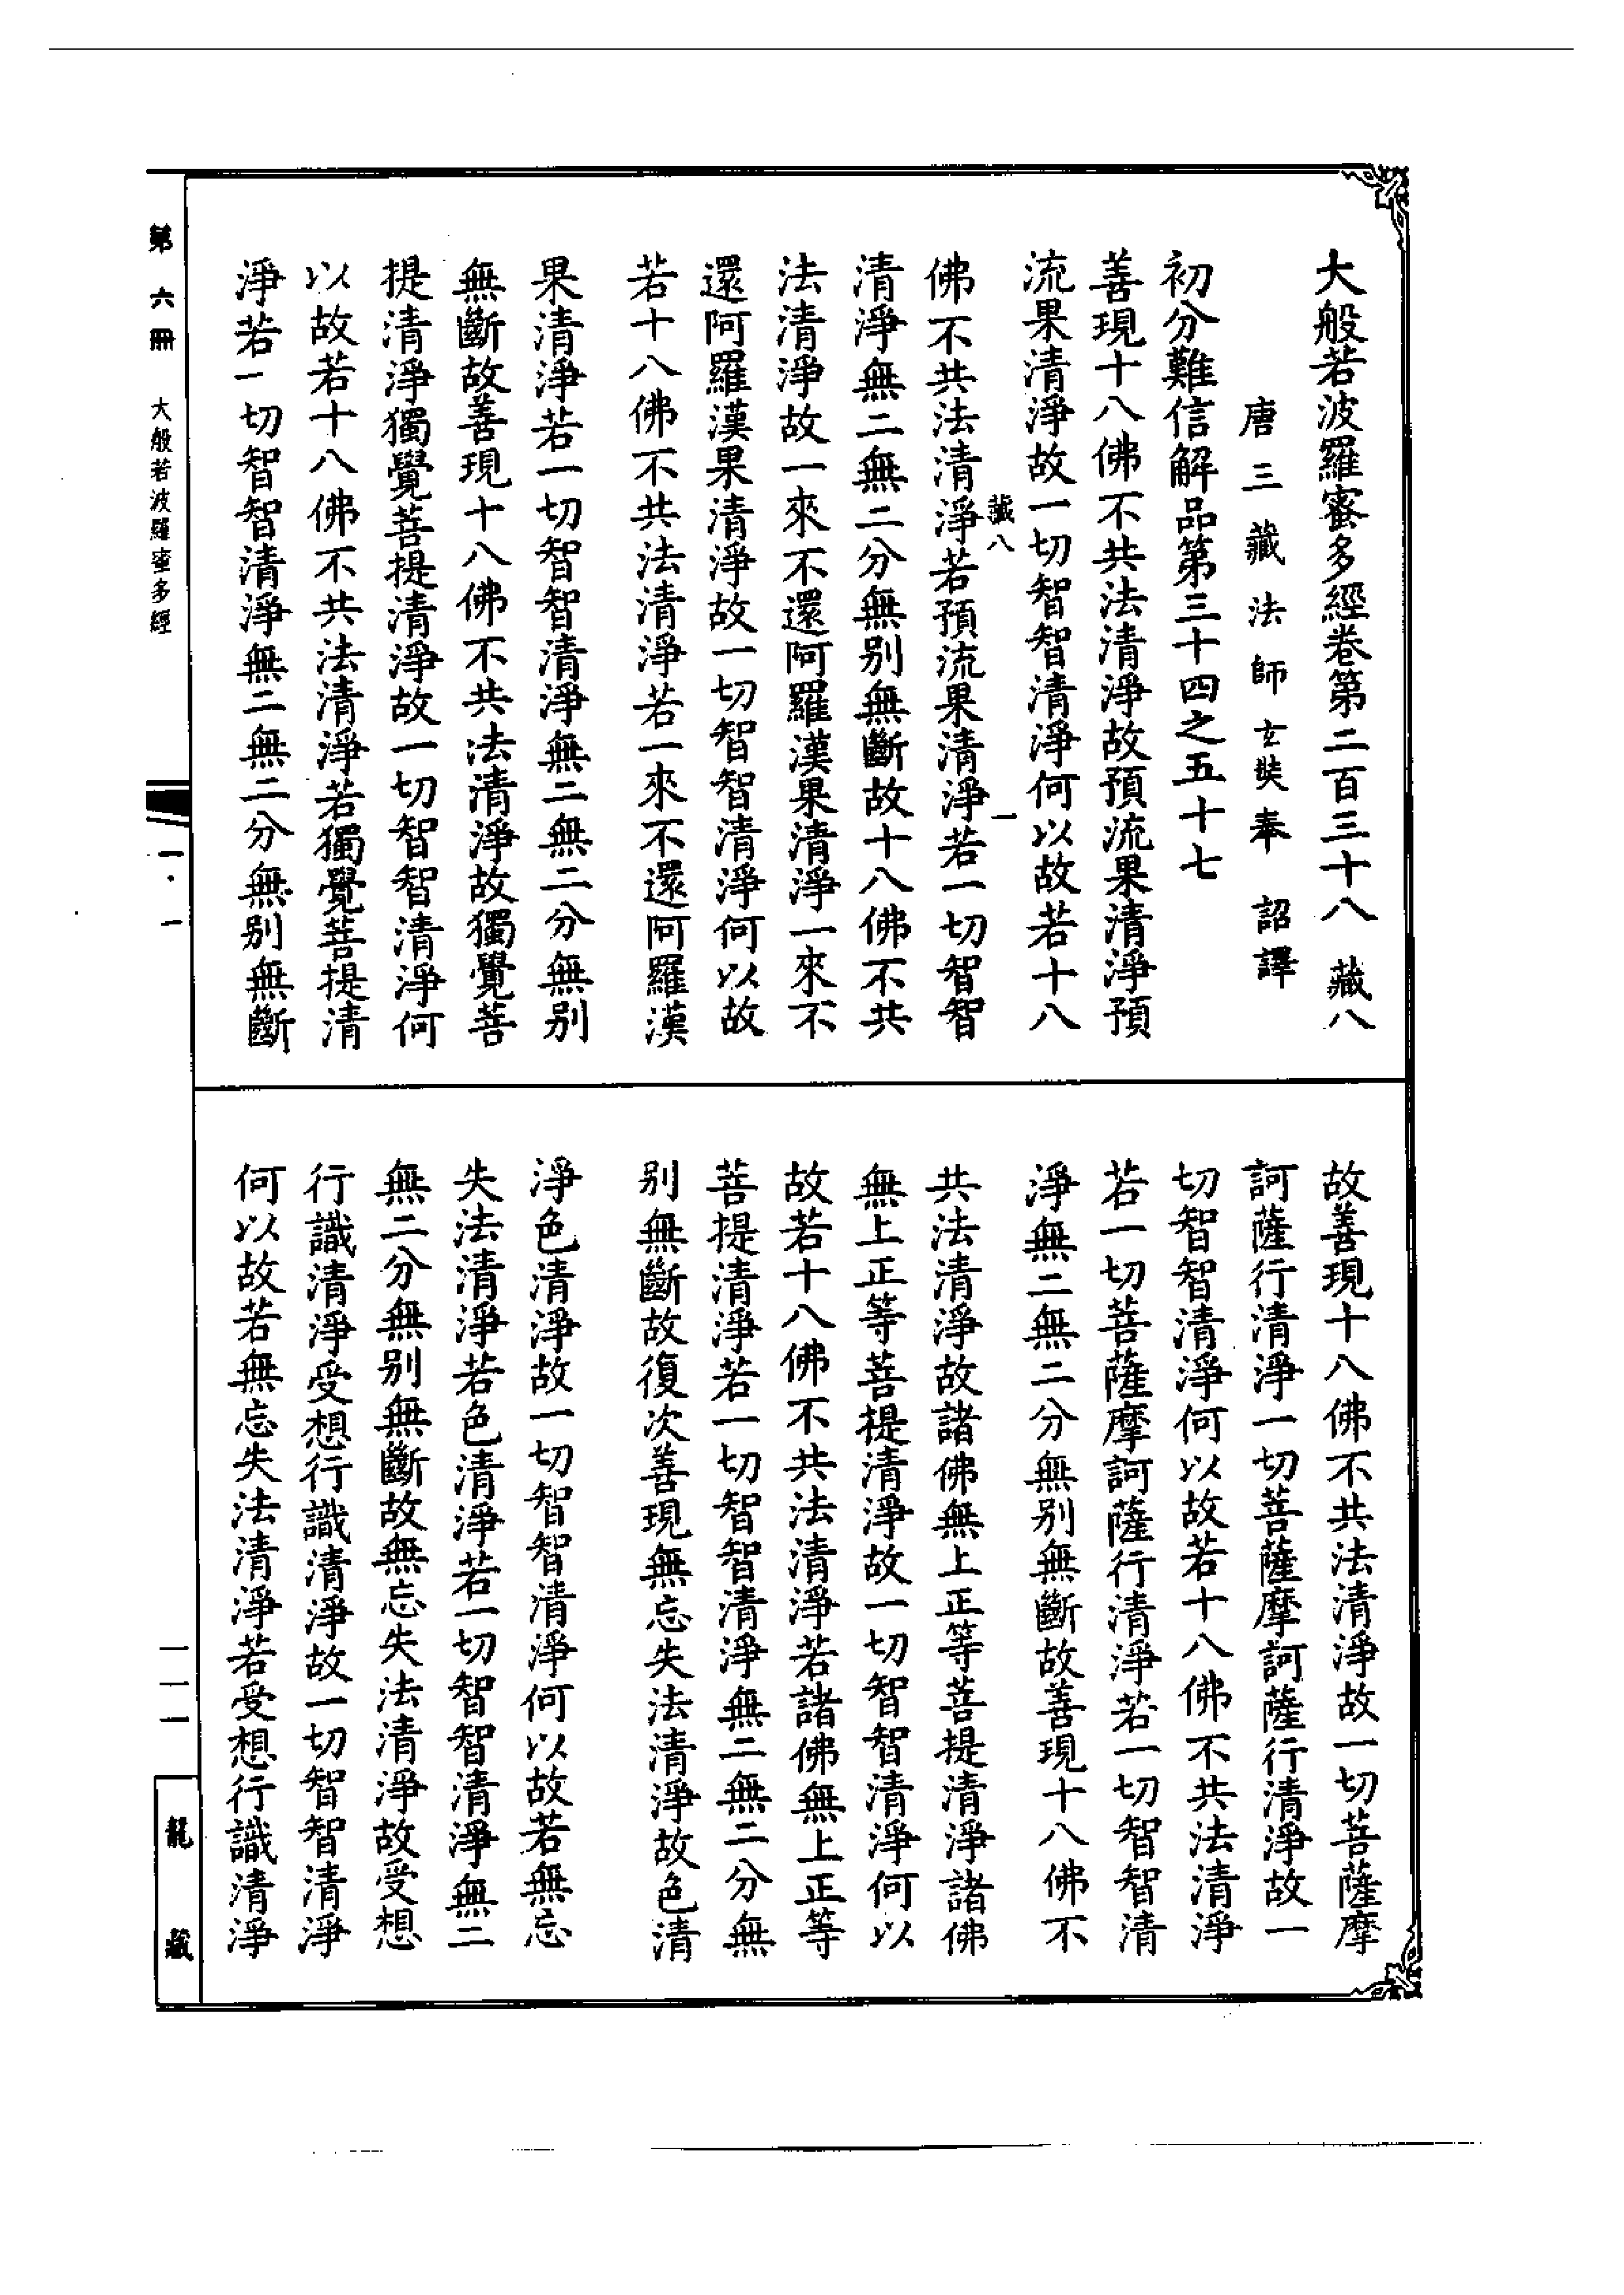 大般若波羅蜜多經卷第二百三十八 藏八
唐三藏法師玄奘奉 詔譯
初分難信解品第三十四之五十七
善現十八佛不共法清淨故預流果清淨預
流果清淨故一切智智清淨何以故若十八
藏八 一
佛不共法清淨若預流果清淨若一切智智
清淨無二無二分無别無斷故十八佛不共
法清淨故一來不還阿羅漢果清淨一來不
還阿羅漢果清淨故一切智智清淨何以故
若十八佛不共法清淨若一來不還阿羅漢
果清淨若一切智智清淨無二無二分無别
無斷故善現十八佛不共法清淨故獨覺菩
提清淨獨覺菩提清淨故一切智智清淨何
以故若十八佛不共法清淨若獨覺菩提清
淨若一切智智清淨無二無二分無别無斷
故善現十八佛不共法清淨故一切菩薩摩
訶薩行清淨一切菩薩摩訶薩行清淨故一
切智智清淨何以故若十八佛不共法清淨
若一切菩薩摩訶薩行清淨若一切智智清
淨無二無二分無别無斷故善現十八佛不
共法清淨故諸佛無上正等菩提清淨諸佛
無上正等菩提清淨故一切智智清淨何以
故若十八佛不共法清淨若諸佛無上正等
菩提清淨若一切智智清淨無二無二分無
别無斷故復次善現無忘失法清淨故色清
淨色清淨故一切智智清淨何以故若無忘
失法清淨若色清淨若一切智智清淨無二
無二分無别無斷故無忘失法清淨故受想
行識清淨受想行識清淨故一切智智清淨
何以故若無忘失法清淨若受想行識清淨
第六冊 大般若波羅蜜多經
一·一
一一一
龍藏